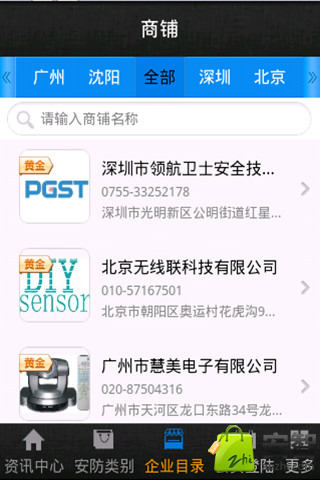 商铺
广州 沈阳 全部 深圳 北京
请输入商铺名称
黄金
PGST
深圳市领航卫士安全技...
0755-33252178
深圳市光明新区公明街道红星...
黄金
DIY
sensor
北京无线联科技有限公司
010-57167501
北京市朝阳区奥运村花虎沟9...
黄金
广州市慧美电子有限公司
020-87504316
广州市天河区龙口东路34号龙...
资讯中心 安防类别 企业目录 登陆 更多